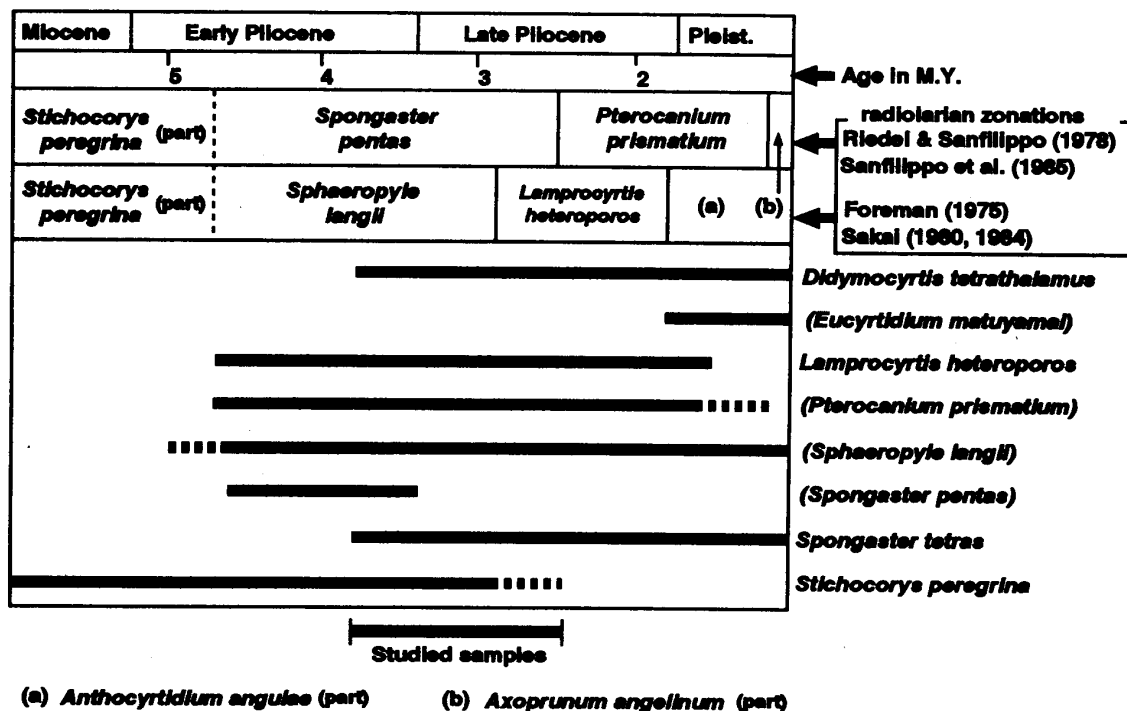 Miocene Early Pliocene Late Pliocene Pleist.
5 4 3 2 Age in M.Y.
radiolarian zonations
Stichocorys peregrina (part) Spongaster pentas Pterocanium prismatium
Riedel & Sanfilippo (1978)
Sanfilippo et al. (1985)
Stichocorys peregrina (part) Sphaeropyle langii Lamprocyrtis heteroporos (a) (b)
Foreman (1975)
Sakai (1980, 1984)
Didymocyrtis tetrathalamus
(Eucyrtidium matuyamai)
Lamprocyrtis heteroporos
(Pterocanium prismatium)
(Sphaeropyle langii)
(Spongaster pentas)
Spongaster tetras
Stichocorys peregrina
Studied samples
(a) Anthocyrtidium angulae (part) (b) Axoprunum angelinum (part)